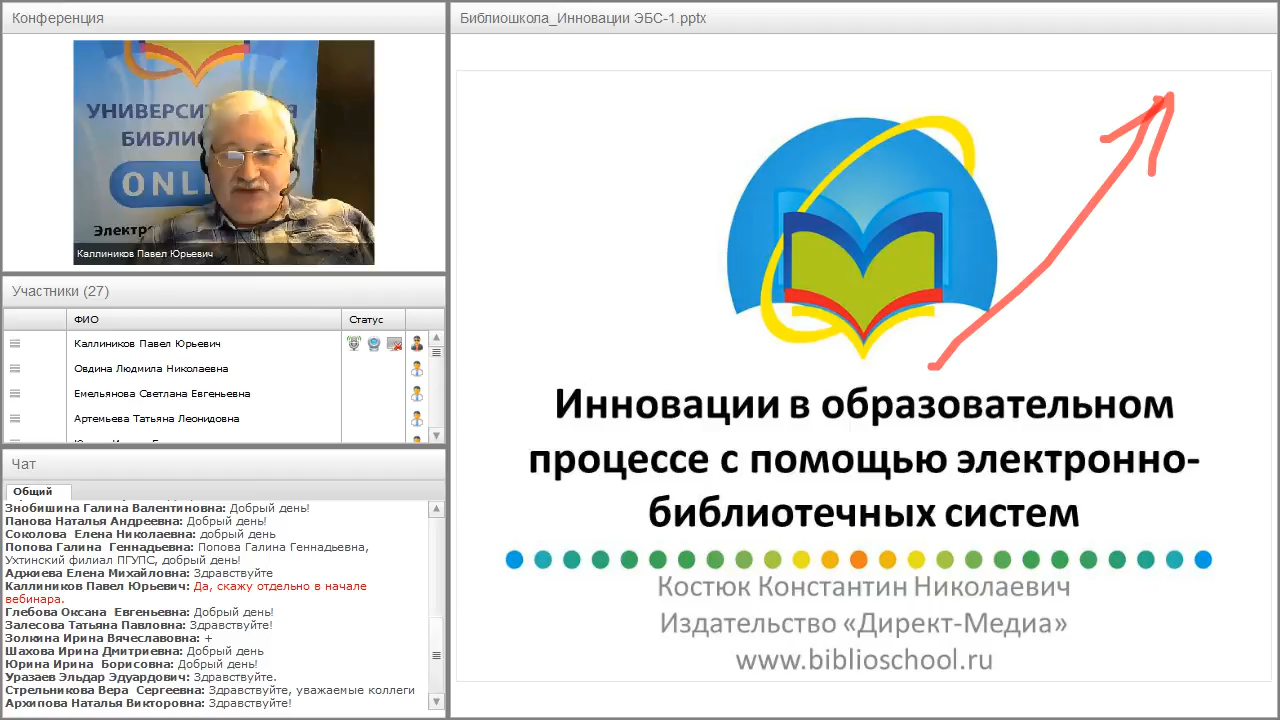 Конференция
УНИВЕРСИТ
БИБЛИ
ONL
Электр
Каллиников Павел Юрьевич
Участники (27)
ФИО Статус
Каллиников Павел Юрьевич
Овдина Людмила Николаевна
Емельянова Светлана Евгеньевна
Артемьева Татьяна Леонидовна
Чат
Общий
Знобишина Галина Валентиновна: Добрый день!
Панова Наталья Андреевна: Добрый день!
Соколова Елена Николаевна: добрый день
Попова Галина Геннадьевна: Попова Галина Геннадьевна,
Ухтинский филиал ПГУПС, добрый день!
Аджиева Елена Михайловна: Здравствуйте
Каллиников Павел Юрьевич: Да, скажу отдельно в начале
вебинара.
Глебова Оксана Евгеньевна: Добрый день!
Залесова Татьяна Павловна: Здравствуйте!
Золкина Ирина Вячеславовна: +
Шахова Ирина Дмитриевна: Добрый день
Юрина Ирина Борисовна: Добрый день!
Уразаев Эльдар Эдуардович: Здравствуйте.
Стрельникова Вера Сергеевна: Здравствуйте, уважаемые коллеги
Архипова Наталья Викторовна: Здравствуйте!
Библиошкола_Инновации ЭБС-1.pptx
Инновации в образовательном
процессе с помощью электронно-
библиотечных систем
Костюк Константин Николаевич
Издательство «Директ-Медиа»
www.biblioschool.ru